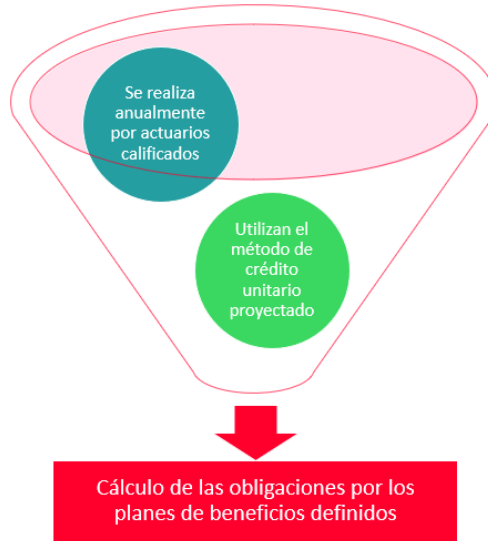 Se realiza
anualmente
por actuarios
calificados
Utilizan el
método de
crédito
unitario
proyectado
Cálculo de las obligaciones por los
planes de beneficios definidos